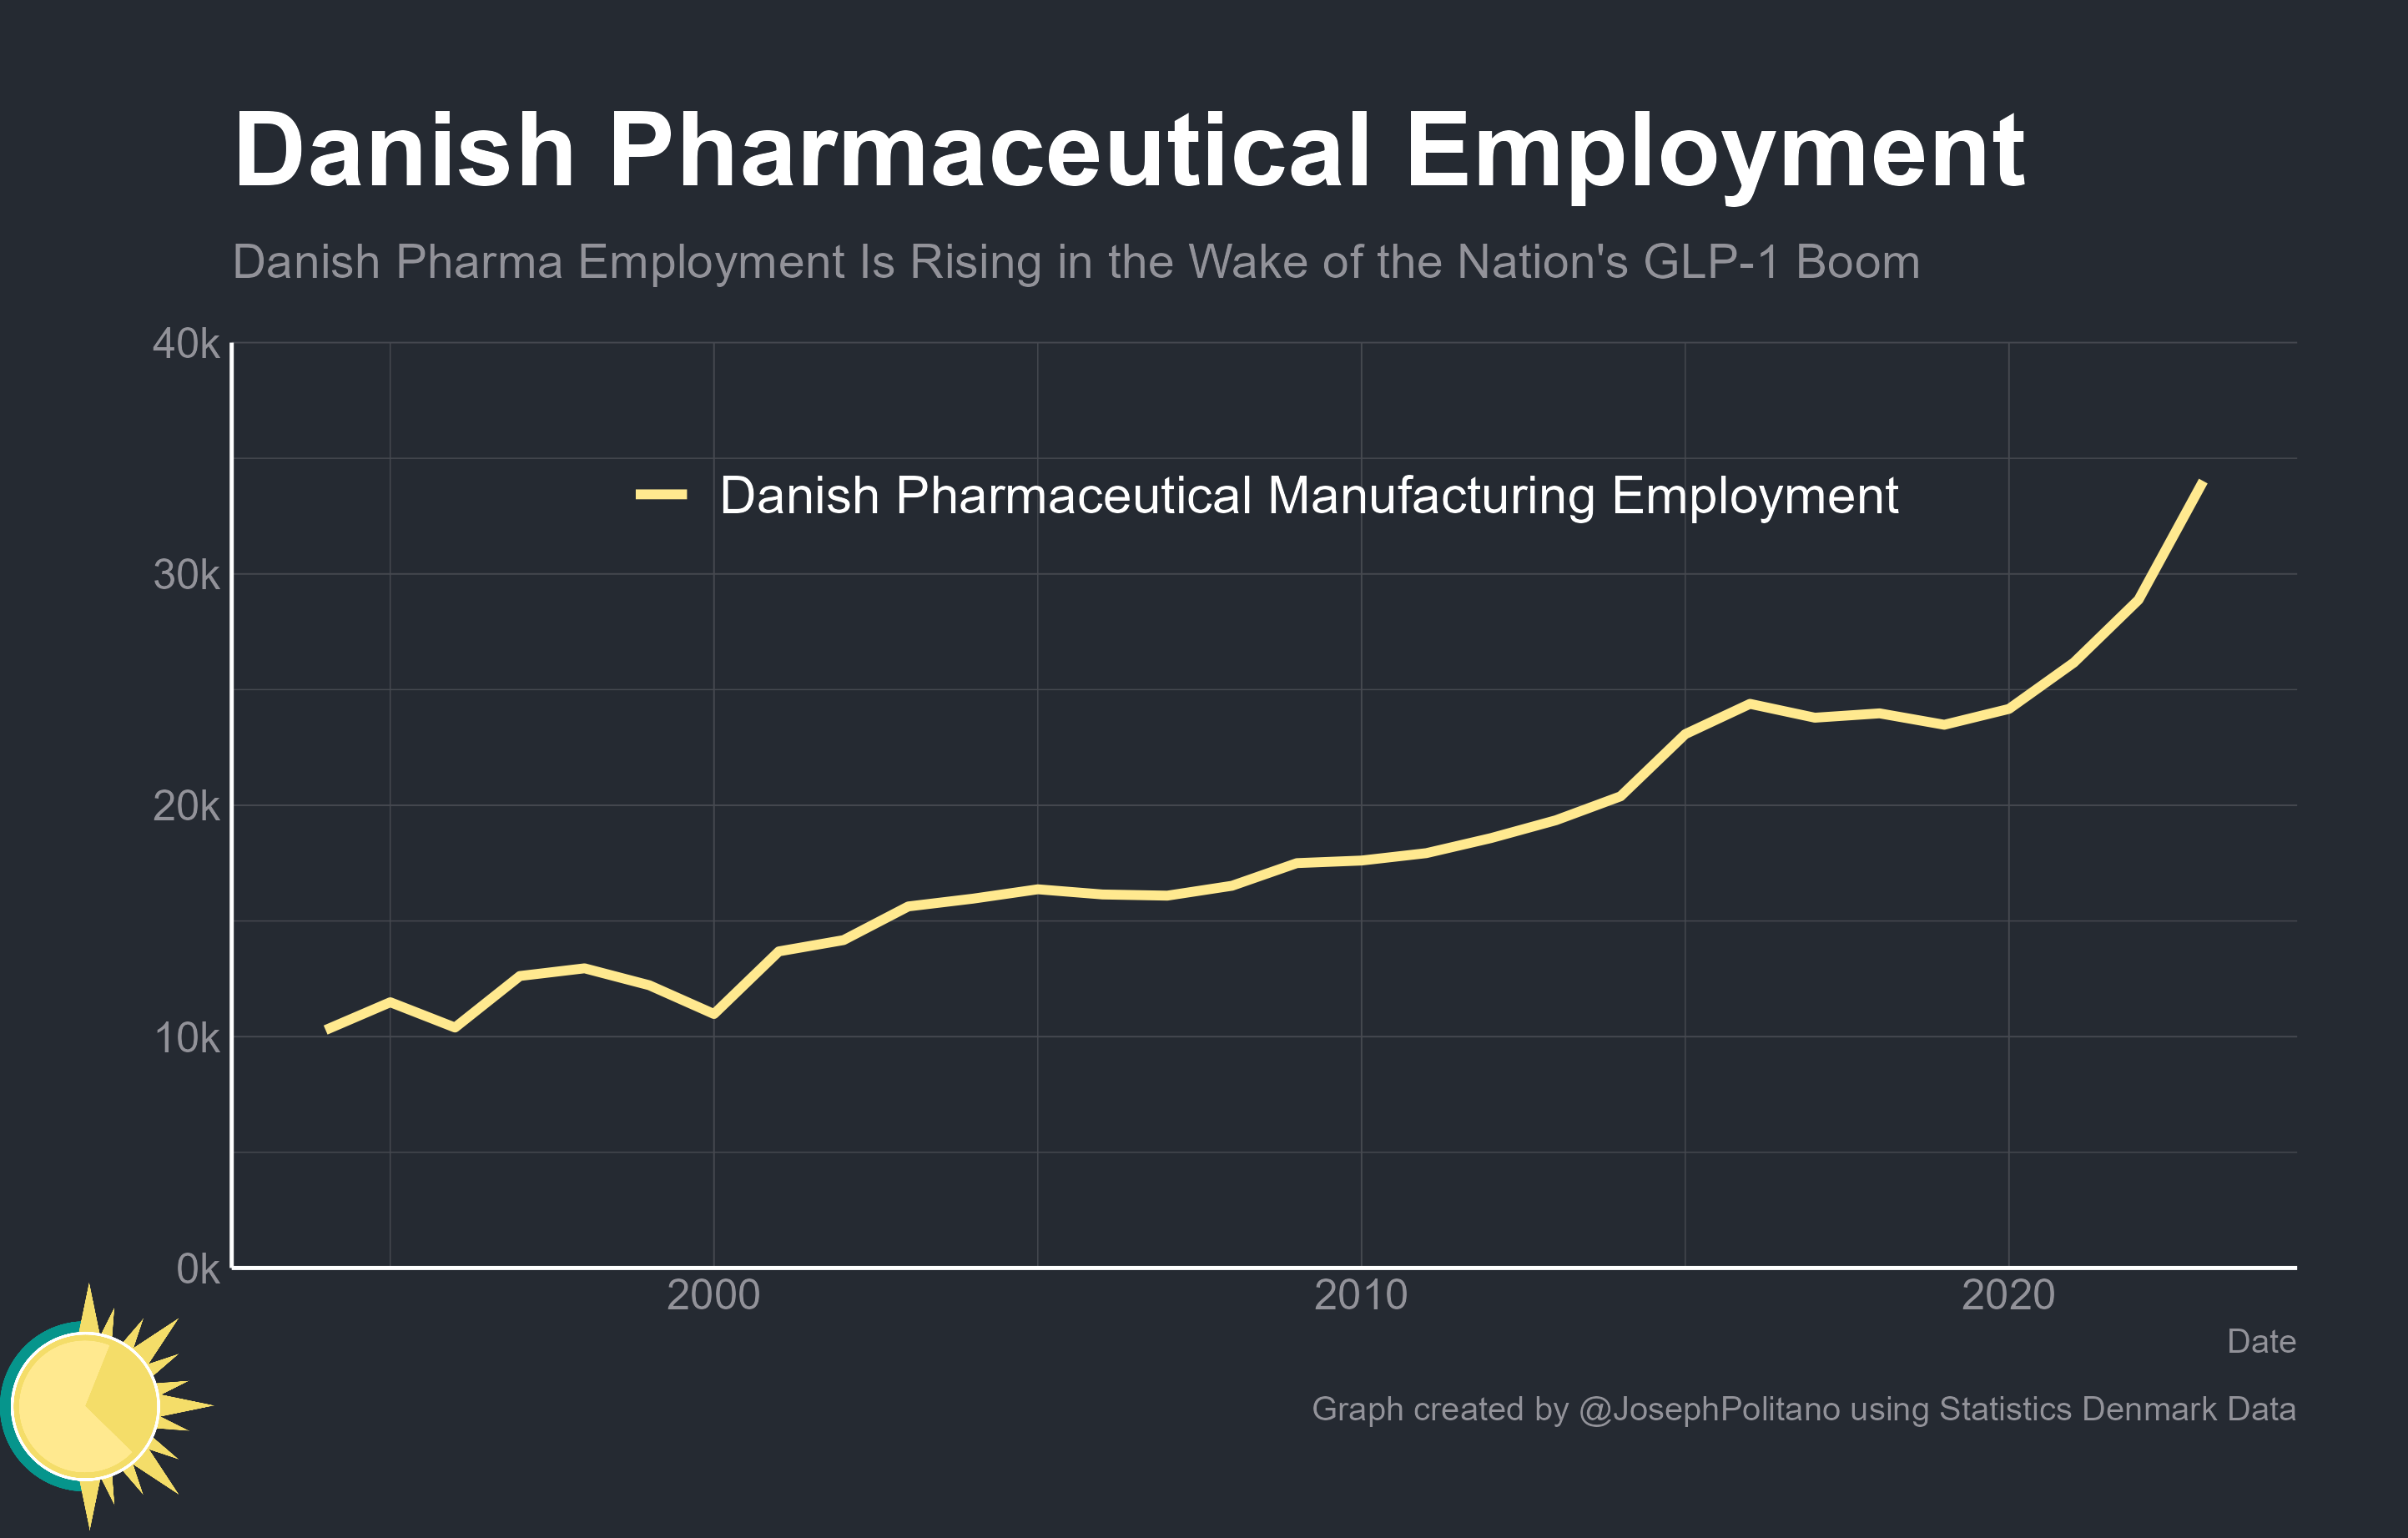 Danish Pharmaceutical Employment
Danish Pharma Employment Is Rising in the Wake of the Nation's GLP-1 Boom
40k
Danish Pharmaceutical Manufacturing Employment
30k
20k
10k
0k
2000 2010 2020
Date
Graph created by @JosephPolitano using Statistics Denmark Data